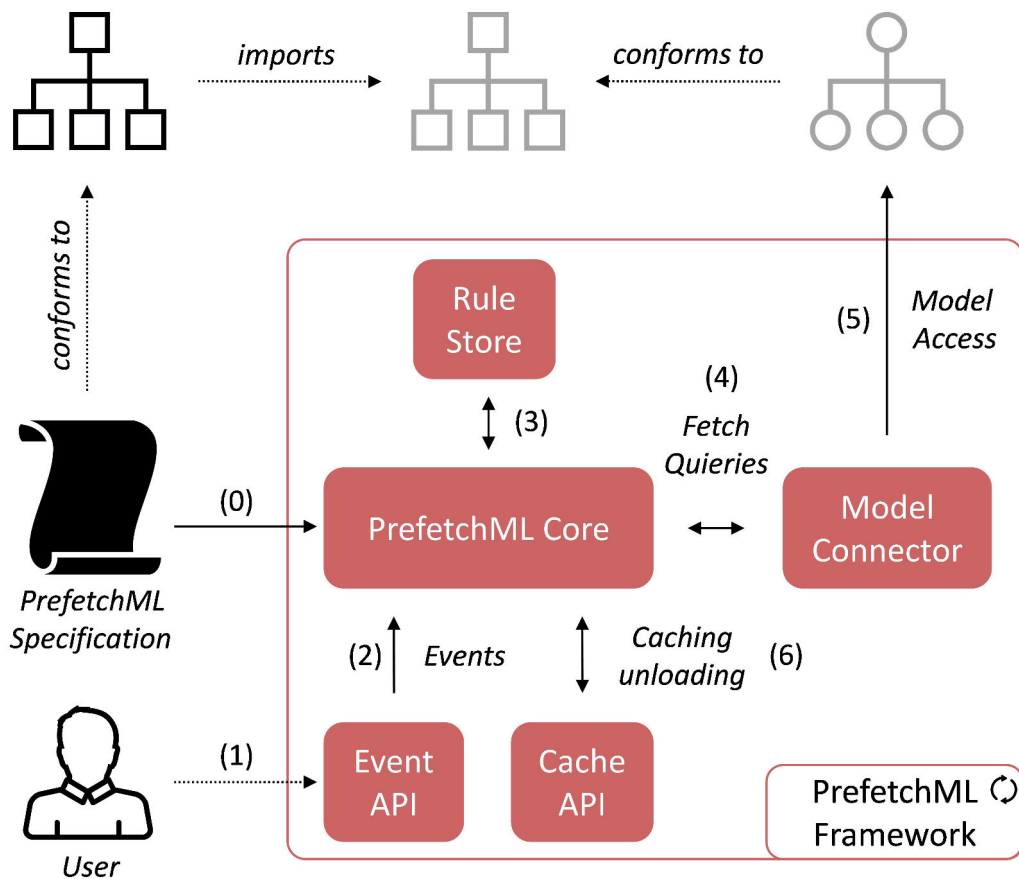 imports
conforms to
conforms to
Rule
Store
(5)
Model
Access
(4)
(3)
Fetch
Quieries
(0)
PrefetchML Core
Model
Connector
PrefetchML
Specification
(2)
Events
Caching
unloading
(6)
(1)
Event
API
Cache
API
PrefetchML
Framework
User